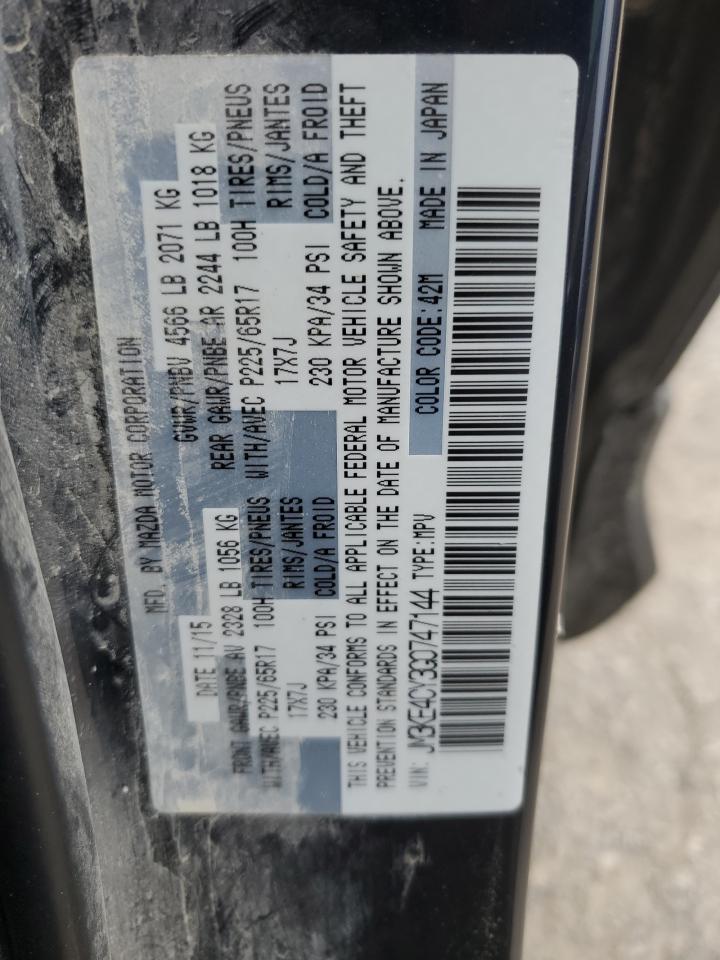 MFD. BY MAZDA MOTOR CORPORATION
DATE 11/15 GVWR/PNBV 4566 LB 2071 KG
FRONT GAWR/PNBE AV 2328 LB 1056 KG REAR GAWR/PNBE AR 2244 LB 1018 KG
WITH/AVEC P225/65R17 100H TIRES/PNEUS WITH/AVEC P225/65R17 100H TIRES/PNEUS
17X7J RIMS/JANTES 17X7J RIMS/JANTES
230 KPA/34 PSI COLD/A FROID 230 KPA/34 PSI COLD/A FROID
THIS VEHICLE CONFORMS TO ALL APPLICABLE FEDERAL MOTOR VEHICLE SAFETY AND THEFT
PREVENTION STANDARDS IN EFFECT ON THE DATE OF MANUFACTURE SHOWN ABOVE.
COLOR CODE:42M MADE IN JAPAN
VIN: JM3KE4CY3G0747144 TYPE:MPV